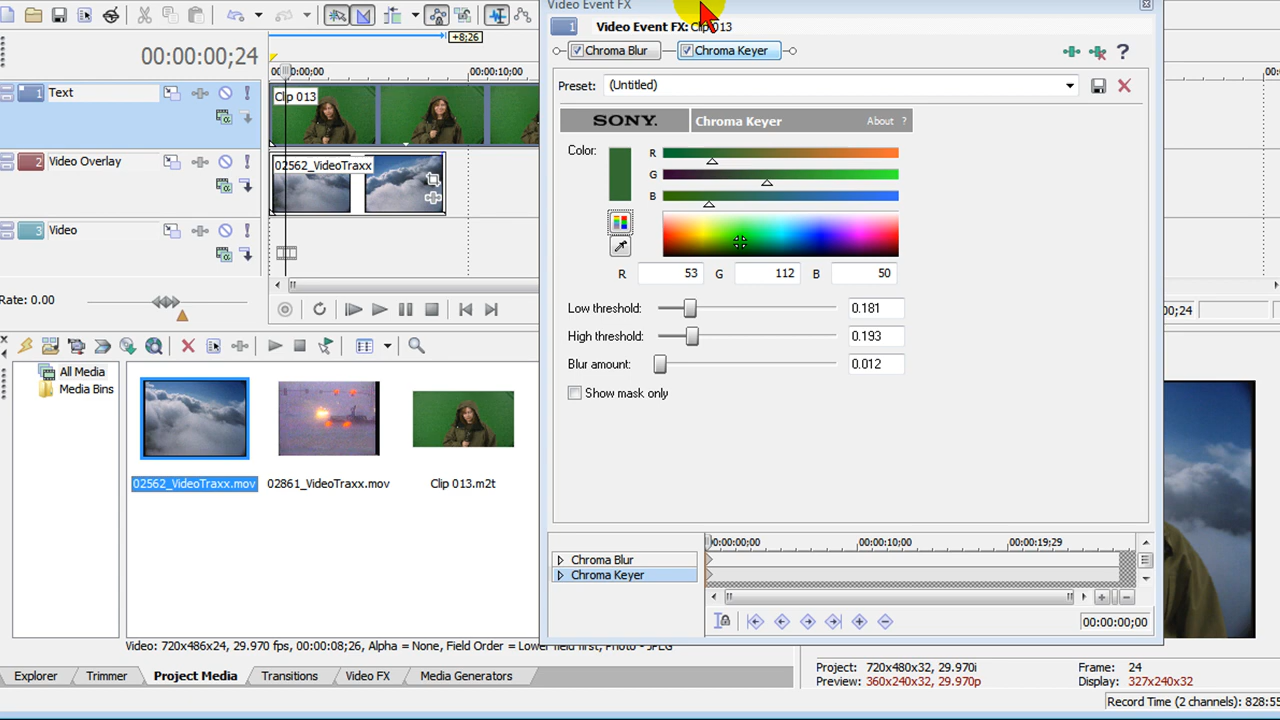 Video Event FX
Video Event FX: Clip 013
1
Chroma Blur
Chroma Keyer
?
Preset:
(Untitled)
SONY.
Chroma Keyer
About
?
Color:
R
G
B
R
53
G
112
B
50
Low threshold:
0.181
High threshold:
0.193
Blur amount:
0.012
Show mask only
00:00:00;00
00:00:10;00
00:00:19;29
Chroma Blur
Chroma Keyer
00:00:00;00
+8;26
00:00:00;24
00:00:10;00
1
Text
Clip 013
2
Video Overlay
02562_VideoTraxx
3
Video
Rate: 0.00
All Media
Media Bins
02562_VideoTraxx.mov
02861_VideoTraxx.mov
Clip 013.m2t
Video: 720x486x24, 29.970 fps, 00:00:08;26, Alpha = None, Field Order = Lower field first, Photo - JPEG
Explorer
Trimmer
Project Media
Transitions
Video FX
Media Generators
Project: 720x480x32, 29.970i
Frame: 24
Preview: 360x240x32, 29.970p
Display: 327x240x32
Record Time (2 channels): 828:55